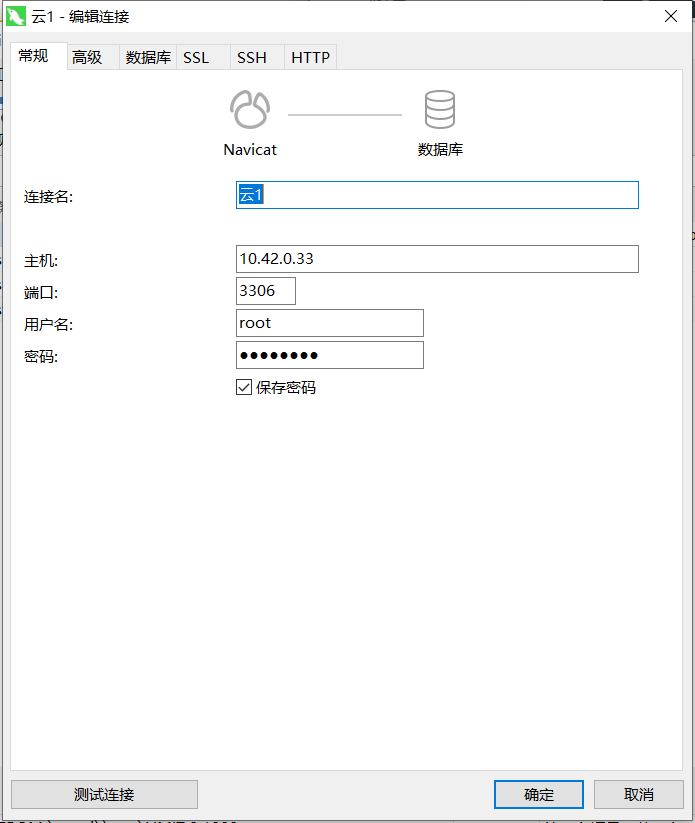 云1 - 编辑连接
常规 高级 数据库 SSL SSH HTTP
Navicat 数据库
连接名: 云1
主机: 10.42.0.33
端口: 3306
用户名: root
密码: ●●●●●●●●
保存密码
测试连接 确定 取消